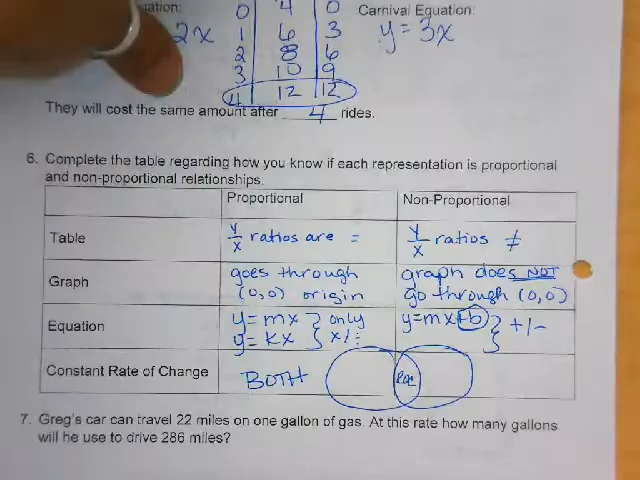 uation:
Carnival Equation:
2x
y = 3x
0 4 0
1 6 3
2 8 6
3 10 9
4 12 12
They will cost the same amount after 4 rides.
6. Complete the table regarding how you know if each representation is proportional
and non-proportional relationships.
Proportional
Non-Proportional
Table
y/x ratios are =
y/x ratios ≠
Graph
goes through
(0,0) origin
graph does NOT
go through (0,0)
Equation
y = mx } only
y = kx } x/÷
y = mx + b } +/-
Constant Rate of Change
BOTH
ROC
7. Greg's car can travel 22 miles on one gallon of gas. At this rate how many gallons
will he use to drive 286 miles?